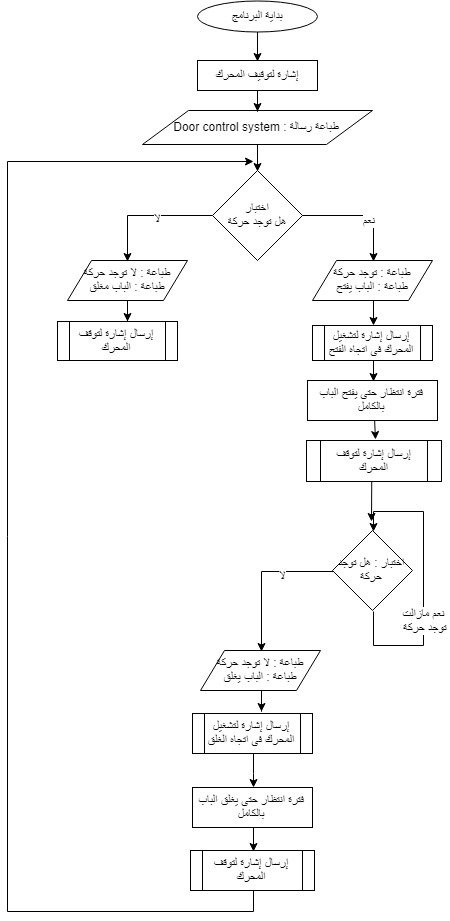 بداية البرنامج
إشارة لتوقيف المحرك
طباعة رسالة : Door control system
اختبار
هل توجد حركة
لا
نعم
طباعة : لا توجد حركة
طباعة : الباب مغلق
طباعة : توجد حركة
طباعة : الباب يفتح
إرسال إشارة لتوقف
المحرك
إرسال إشارة لتشغيل
المحرك فى اتجاه الفتح
فترة انتظار حتى يفتح الباب
بالكامل
إرسال إشارة لتوقف
المحرك
اختبار : هل توجد
حركة
لا
نعم مازالت
توجد حركة
طباعة : لا توجد حركة
طباعة : الباب يغلق
إرسال إشارة لتشغيل
المحرك فى اتجاه الغلق
فترة انتظار حتى يغلق الباب
بالكامل
إرسال إشارة لتوقف
المحرك